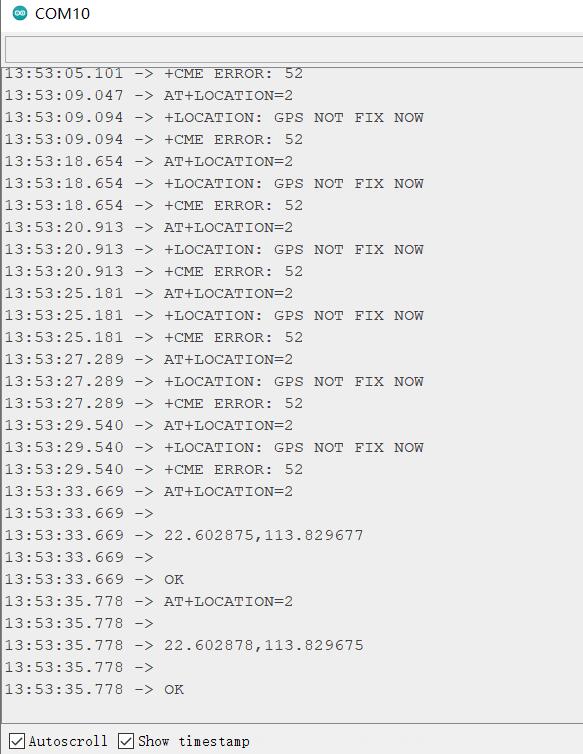 COM10
13:53:05.101 -> +CME ERROR: 52
13:53:09.047 -> AT+LOCATION=2
13:53:09.094 -> +LOCATION: GPS NOT FIX NOW
13:53:09.094 -> +CME ERROR: 52
13:53:18.654 -> AT+LOCATION=2
13:53:18.654 -> +LOCATION: GPS NOT FIX NOW
13:53:18.654 -> +CME ERROR: 52
13:53:20.913 -> AT+LOCATION=2
13:53:20.913 -> +LOCATION: GPS NOT FIX NOW
13:53:20.913 -> +CME ERROR: 52
13:53:25.181 -> AT+LOCATION=2
13:53:25.181 -> +LOCATION: GPS NOT FIX NOW
13:53:25.181 -> +CME ERROR: 52
13:53:27.289 -> AT+LOCATION=2
13:53:27.289 -> +LOCATION: GPS NOT FIX NOW
13:53:27.289 -> +CME ERROR: 52
13:53:29.540 -> AT+LOCATION=2
13:53:29.540 -> +LOCATION: GPS NOT FIX NOW
13:53:29.540 -> +CME ERROR: 52
13:53:33.669 -> AT+LOCATION=2
13:53:33.669 ->
13:53:33.669 -> 22.602875,113.829677
13:53:33.669 ->
13:53:33.669 -> OK
13:53:35.778 -> AT+LOCATION=2
13:53:35.778 ->
13:53:35.778 -> 22.602878,113.829675
13:53:35.778 ->
13:53:35.778 -> OK
Autoscroll Show timestamp